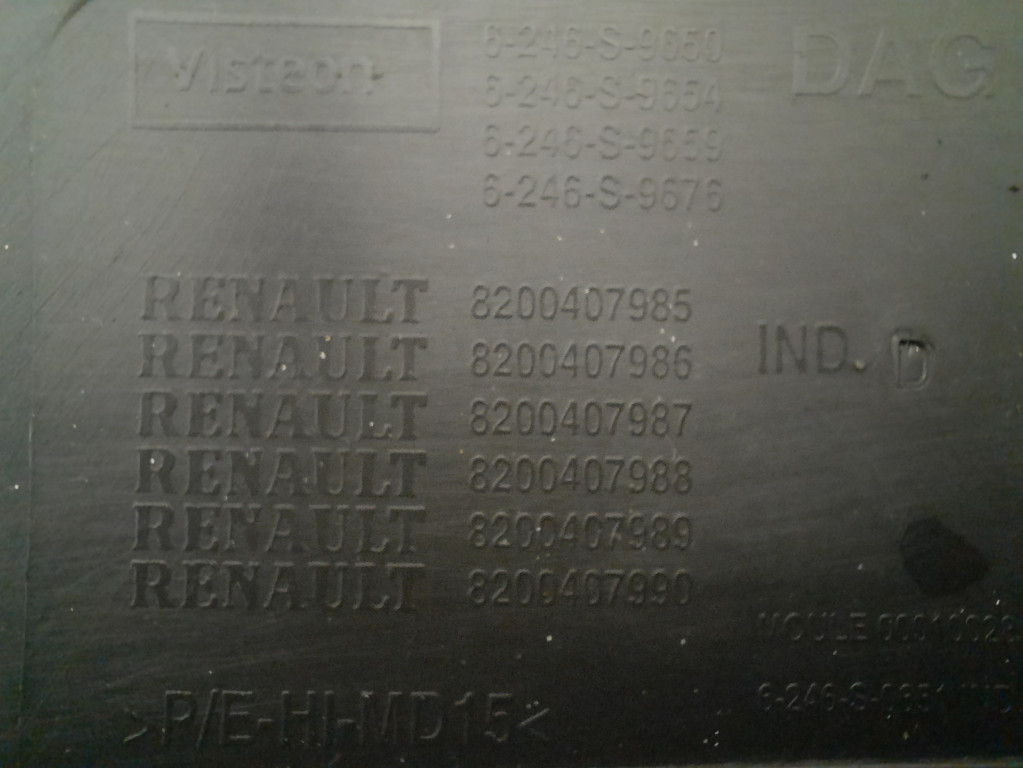 Visteon
6-246-S-9650
6-246-S-9654
6-246-S-9659
6-246-S-9676
DAG
RENAULT 8200407985
RENAULT 8200407986
RENAULT 8200407987
RENAULT 8200407988
RENAULT 8200407989
RENAULT 8200407990
IND. D
MOULE
>P/E-HI-MD15<